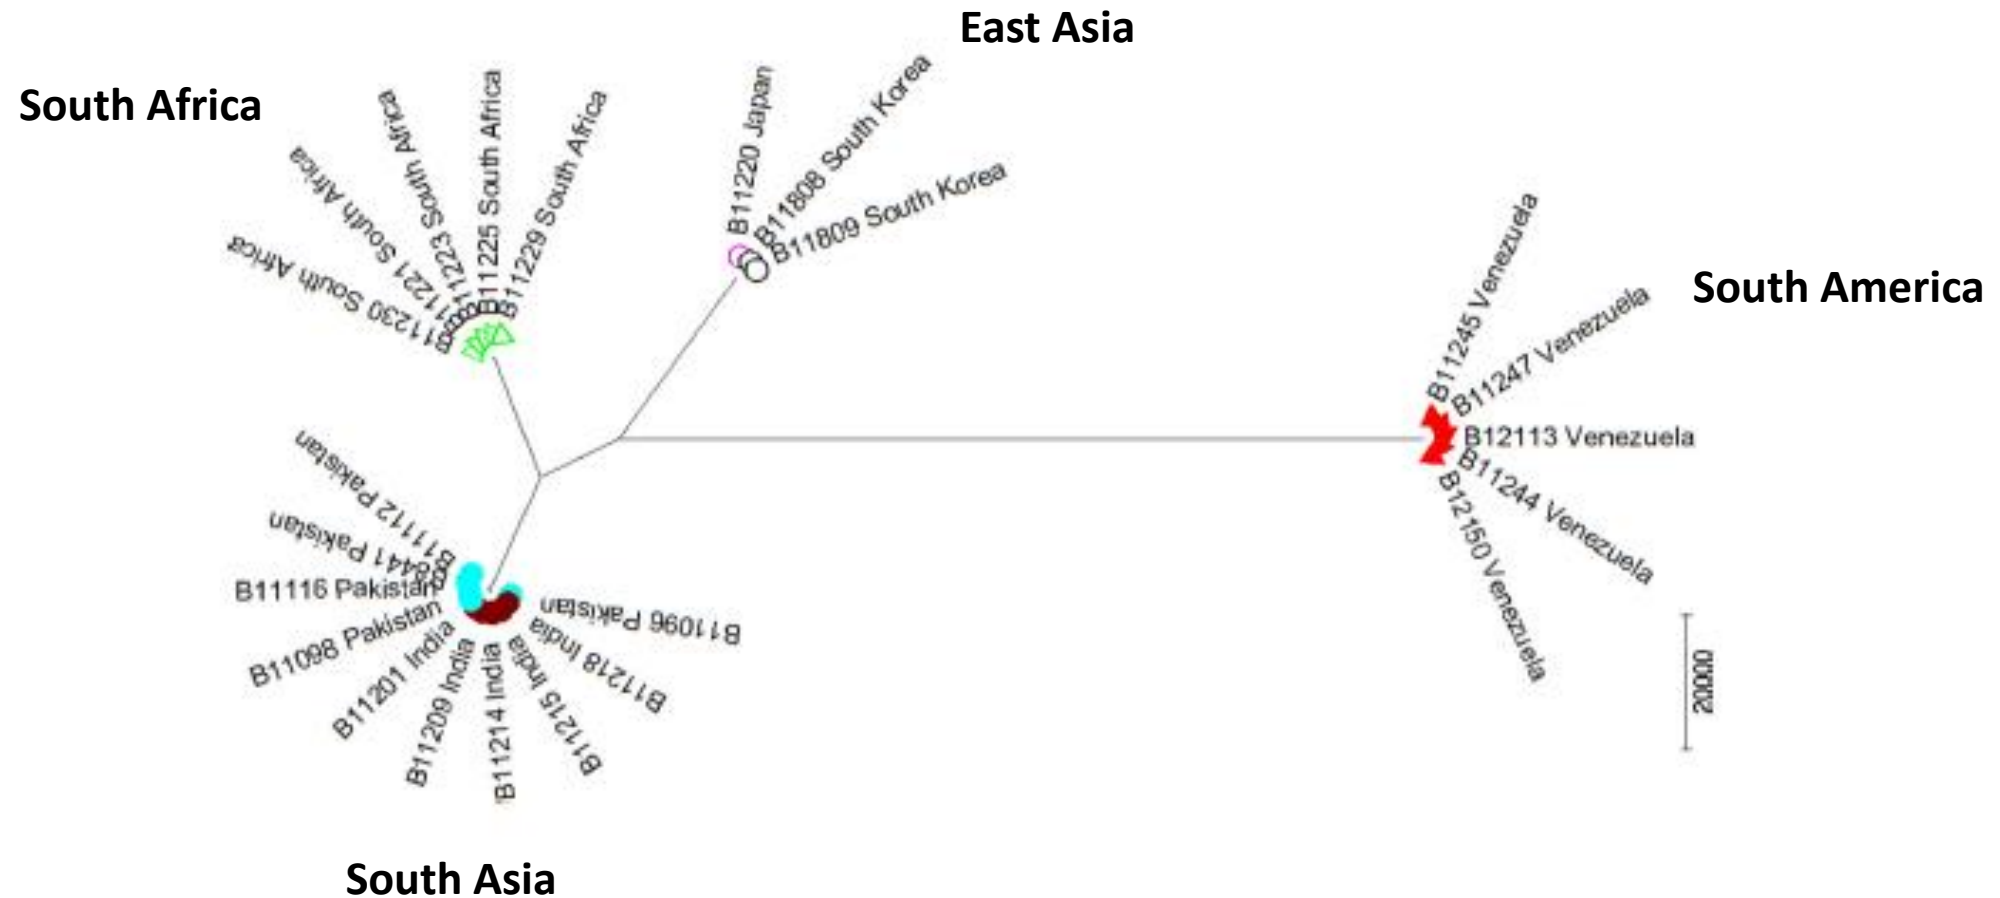 East Asia
South Africa
B11230 South Africa
B11221 South Africa
B11223 South Africa
B11225 South Africa
B11229 South Africa
B11220 Japan
B11808 South Korea
B11809 South Korea
South America
B11245 Venezuela
B11247 Venezuela
B12113 Venezuela
B11244 Venezuela
B12150 Venezuela
B11112 Pakistan
B8441 Pakistan
B11116 Pakistan
B11098 Pakistan
B11201 India
B11209 India
B11214 India
B11215 India
B11218 India
B11096 Pakistan
20000
South Asia